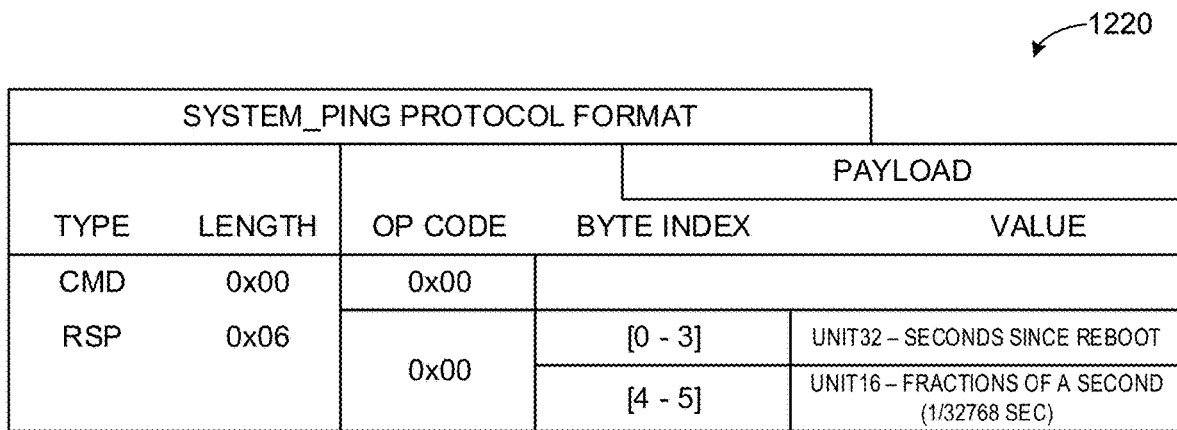 1220
SYSTEM_PING PROTOCOL FORMAT
PAYLOAD
TYPE LENGTH OP CODE BYTE INDEX VALUE
CMD 0x00 0x00
RSP 0x06 0x00
[0 - 3] UNIT32 – SECONDS SINCE REBOOT
[4 - 5] UNIT16 – FRACTIONS OF A SECOND
(1/32768 SEC)